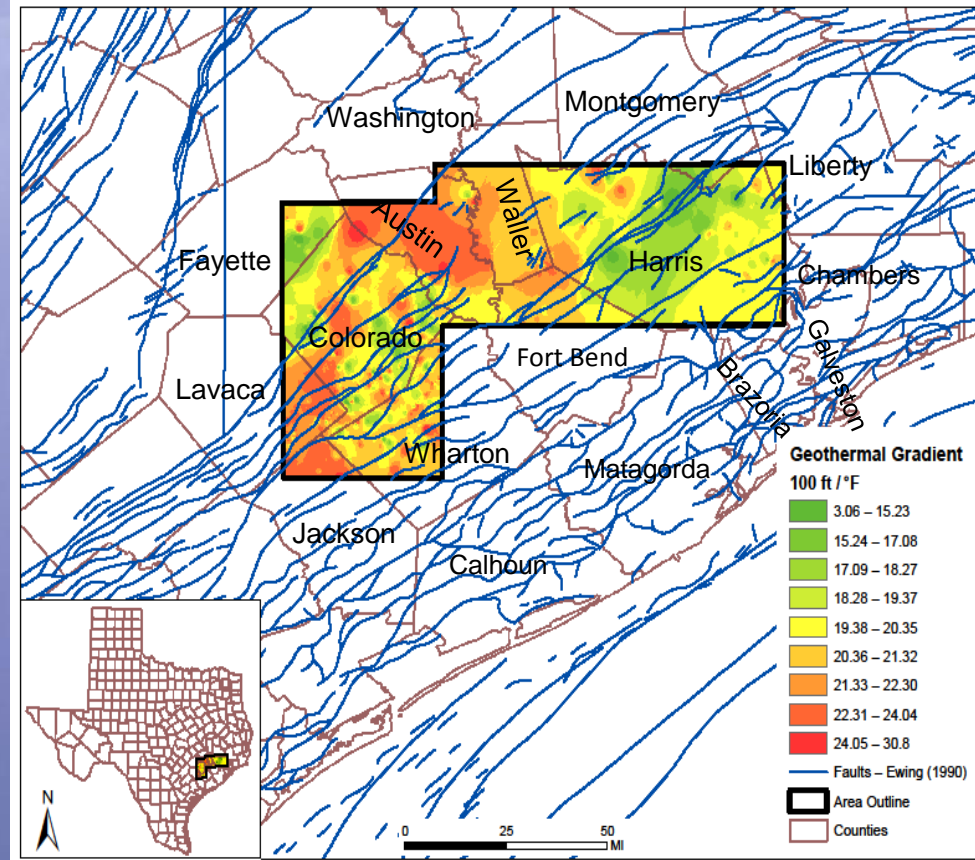 Washington
Montgomery
Liberty
Austin
Waller
Fayette
Harris
Chambers
Colorado
Fort Bend
Galveston
Lavaca
Brazoria
Wharton
Matagorda
Jackson
Calhoun
Geothermal Gradient
100 ft / °F
3.06 – 15.23
15.24 – 17.08
17.09 – 18.27
18.28 – 19.37
19.38 – 20.35
20.36 – 21.32
21.33 – 22.30
22.31 – 24.04
24.05 – 30.8
Faults – Ewing (1990)
Area Outline
Counties
N
0 25 50
MI